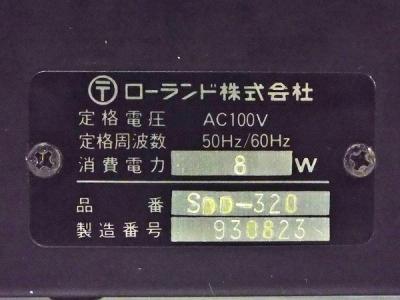 〒 ローランド株式会社
定格電圧 AC100V
定格周波数 50Hz/60Hz
消費電力 8 W
品番 SDD-320
製造番号 930823